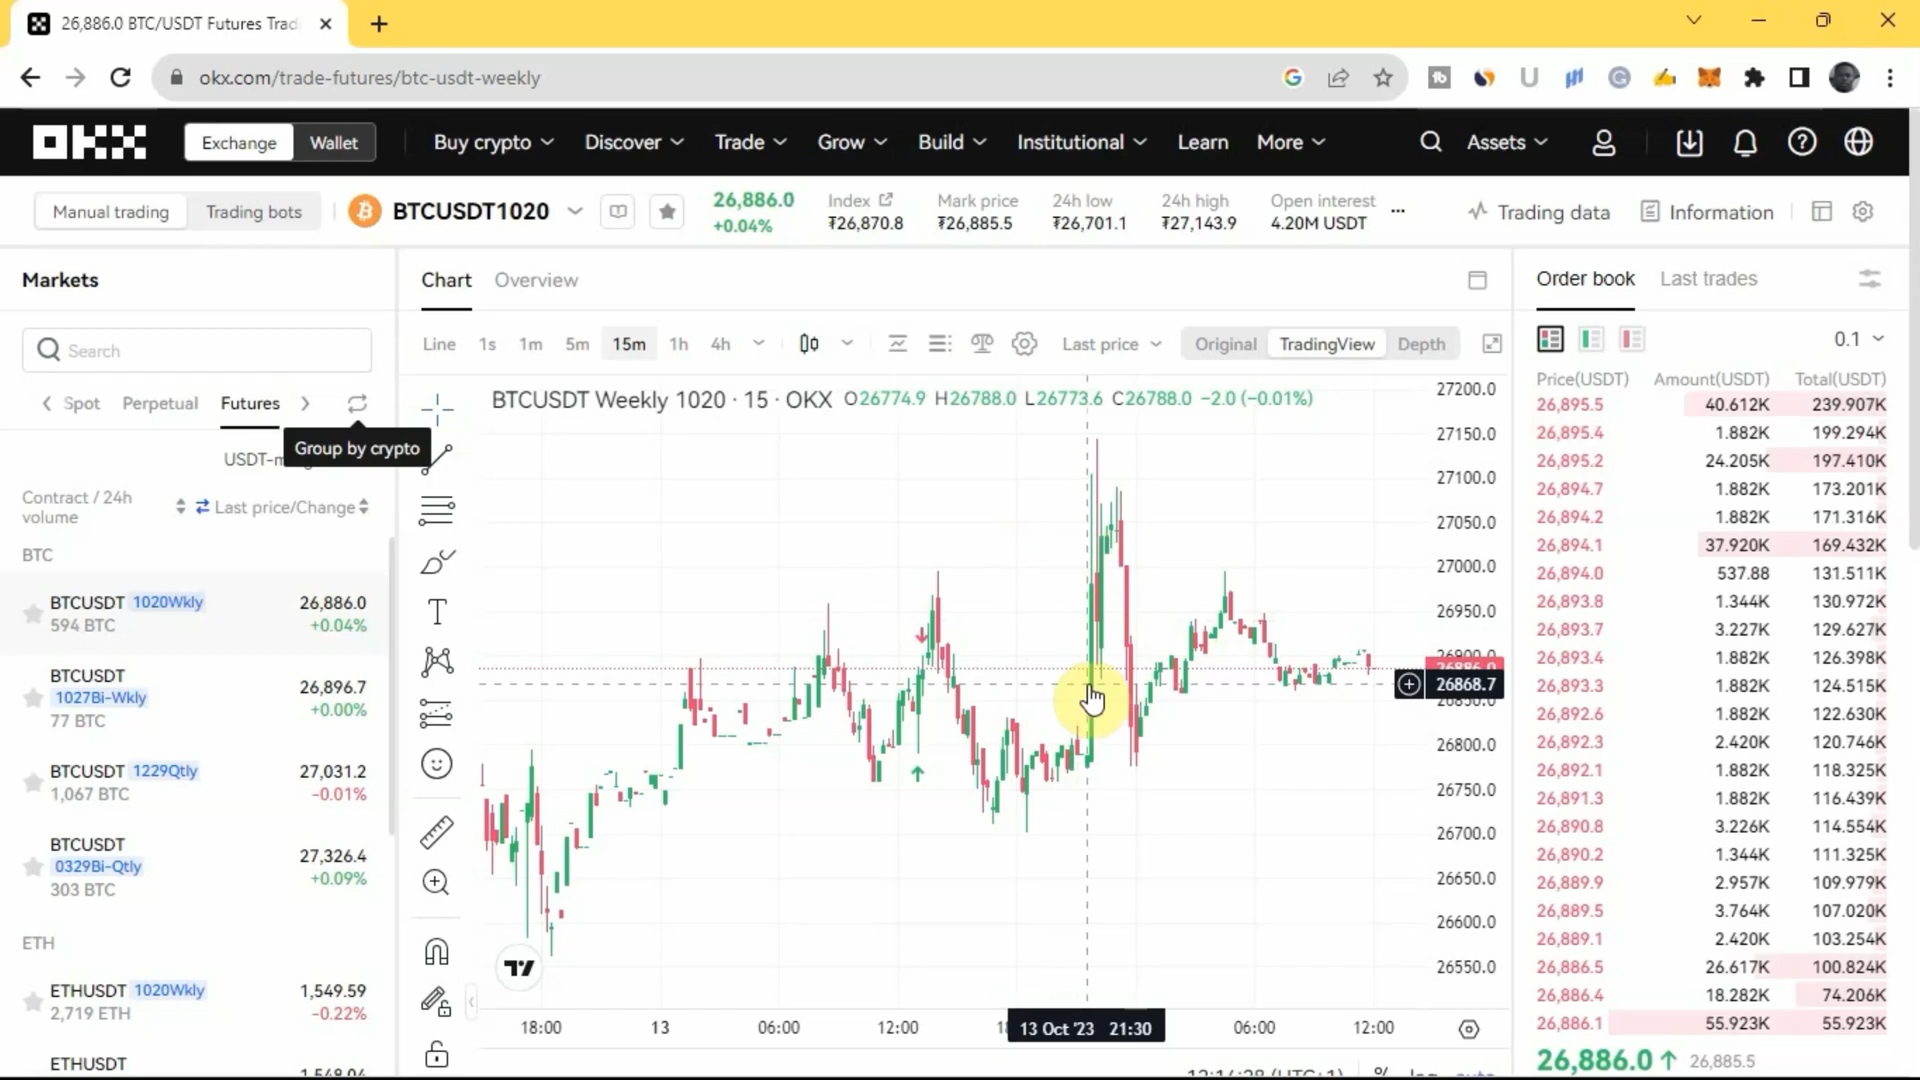 26,886.0 BTC/USDT Futures Trad
okx.com/trade-futures/btc-usdt-weekly
OKX
Exchange Wallet Buy crypto Discover Trade Grow Build Institutional Learn More Assets
Manual trading Trading bots BTCUSDT1020
26,886.0
+0.04%
Index
₮26,870.8
Mark price
₮26,885.5
24h low
₮26,701.1
24h high
₮27,143.9
Open interest
4.20M USDT
Trading data Information
Markets
Search
Spot Perpetual Futures
Group by crypto
Contract / 24h
volume
Last price/Change
BTC
BTCUSDT 1020Wkly 26,886.0
594 BTC +0.04%
BTCUSDT
1027Bi-Wkly 26,896.7
77 BTC +0.00%
BTCUSDT 1229Qtly 27,031.2
1,067 BTC -0.01%
BTCUSDT
0329Bi-Qtly 27,326.4
303 BTC +0.09%
ETH
ETHUSDT 1020Wkly 1,549.59
2,719 ETH -0.22%
ETHUSDT
Chart Overview
Line 1s 1m 5m 15m 1h 4h Last price Original TradingView Depth
BTCUSDT Weekly 1020 · 15 · OKX O26774.9 H26788.0 L26773.6 C26788.0 −2.0 (−0.01%)
27200.0
27150.0
27100.0
27050.0
27000.0
26950.0
26868.7
26800.0
26750.0
26700.0
26650.0
26600.0
26550.0
18:00 13 06:00 12:00 13 Oct '23 21:30 06:00 12:00
Order book Last trades
0.1
Price(USDT) Amount(USDT) Total(USDT)
26,895.5 40.612K 239.907K
26,895.4 1.882K 199.294K
26,895.2 24.205K 197.410K
26,894.7 1.882K 173.201K
26,894.2 1.882K 171.316K
26,894.1 37.920K 169.432K
26,894.0 537.88 131.511K
26,893.8 1.344K 130.972K
26,893.7 3.227K 129.627K
26,893.4 1.882K 126.398K
26,893.3 1.882K 124.515K
26,892.6 1.882K 122.630K
26,892.3 2.420K 120.746K
26,892.1 1.882K 118.325K
26,891.3 1.882K 116.439K
26,890.8 3.226K 114.554K
26,890.2 1.344K 111.325K
26,889.9 2.957K 109.979K
26,889.5 3.764K 107.020K
26,889.1 2.420K 103.254K
26,886.5 26.617K 100.824K
26,886.4 18.282K 74.206K
26,886.1 55.923K 55.923K
26,886.0 26,885.5